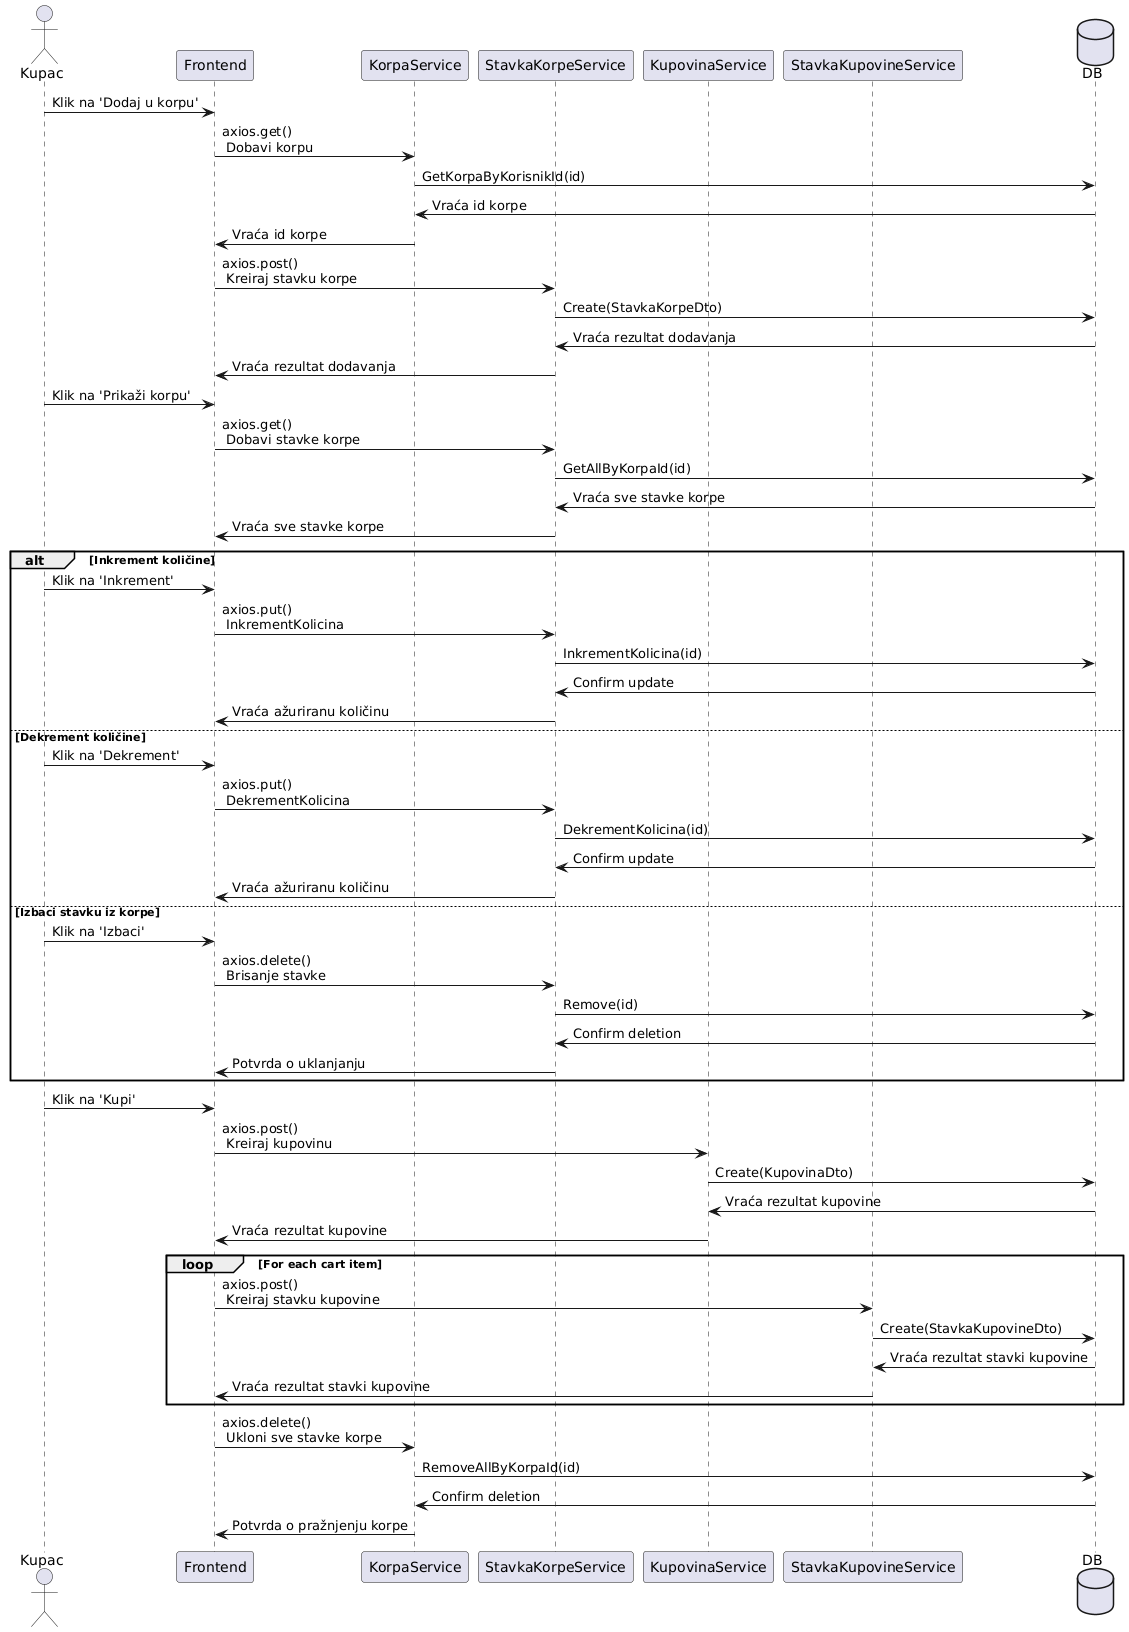 Kupac
Frontend
KorpaService
StavkaKorpeService
KupovinaService
StavkaKupovineService
DB
Klik na 'Dodaj u korpu'
axios.get()
Dobavi korpu
GetKorpaByKorisnikId(id)
Vraća id korpe
Vraća id korpe
axios.post()
Kreiraj stavku korpe
Create(StavkaKorpeDto)
Vraća rezultat dodavanja
Vraća rezultat dodavanja
Klik na 'Prikaži korpu'
axios.get()
Dobavi stavke korpe
GetAllByKorpaId(id)
Vraća sve stavke korpe
Vraća sve stavke korpe
alt [Inkrement količine]
Klik na 'Inkrement'
axios.put()
InkrementKolicina
InkrementKolicina(id)
Confirm update
Vraća ažuriranu količinu
[Dekrement količine]
Klik na 'Dekrement'
axios.put()
DekrementKolicina
DekrementKolicina(id)
Confirm update
Vraća ažuriranu količinu
[Izbaci stavku iz korpe]
Klik na 'Izbaci'
axios.delete()
Brisanje stavke
Remove(id)
Confirm deletion
Potvrda o uklanjanju
Klik na 'Kupi'
axios.post()
Kreiraj kupovinu
Create(KupovinaDto)
Vraća rezultat kupovine
Vraća rezultat kupovine
loop [For each cart item]
axios.post()
Kreiraj stavku kupovine
Create(StavkaKupovineDto)
Vraća rezultat stavki kupovine
Vraća rezultat stavki kupovine
axios.delete()
Ukloni sve stavke korpe
RemoveAllByKorpaId(id)
Confirm deletion
Potvrda o pražnjenju korpe
Kupac
Frontend
KorpaService
StavkaKorpeService
KupovinaService
StavkaKupovineService
DB